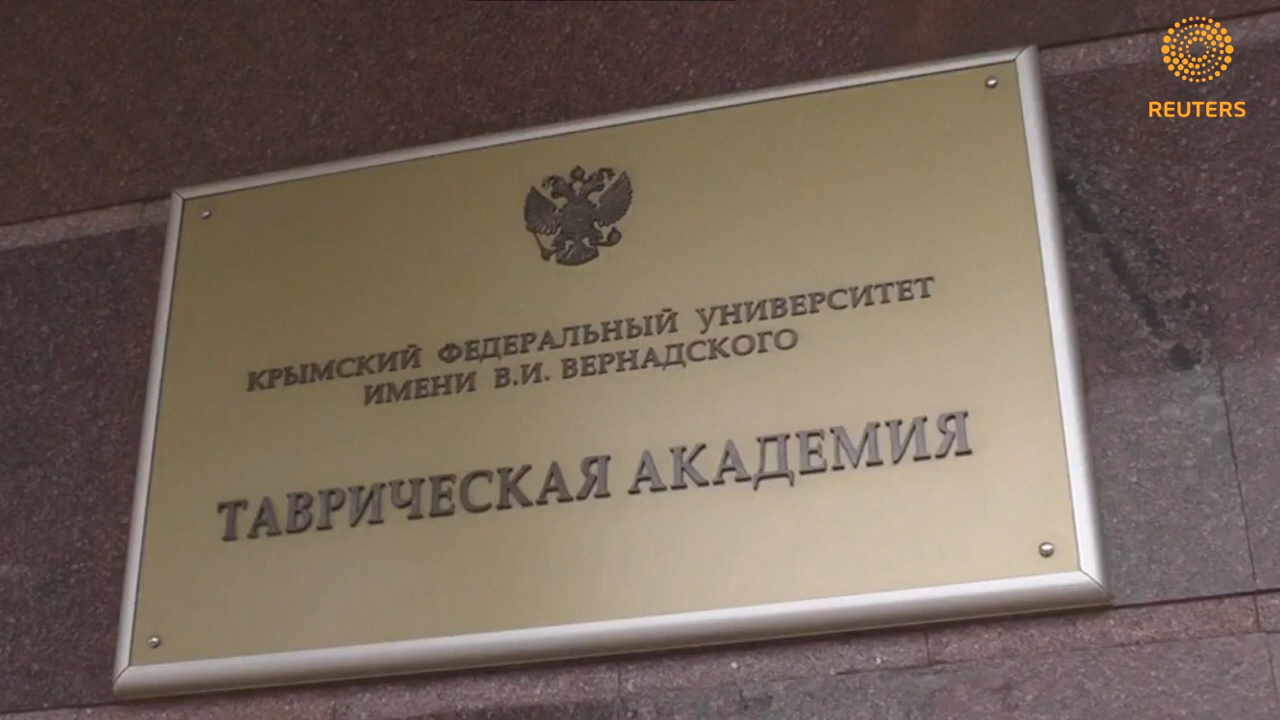 REUTERS
КРЫМСКИЙ ФЕДЕРАЛЬНЫЙ УНИВЕРСИТЕТ
ИМЕНИ В.И. ВЕРНАДСКОГО
ТАВРИЧЕСКАЯ АКАДЕМИЯ